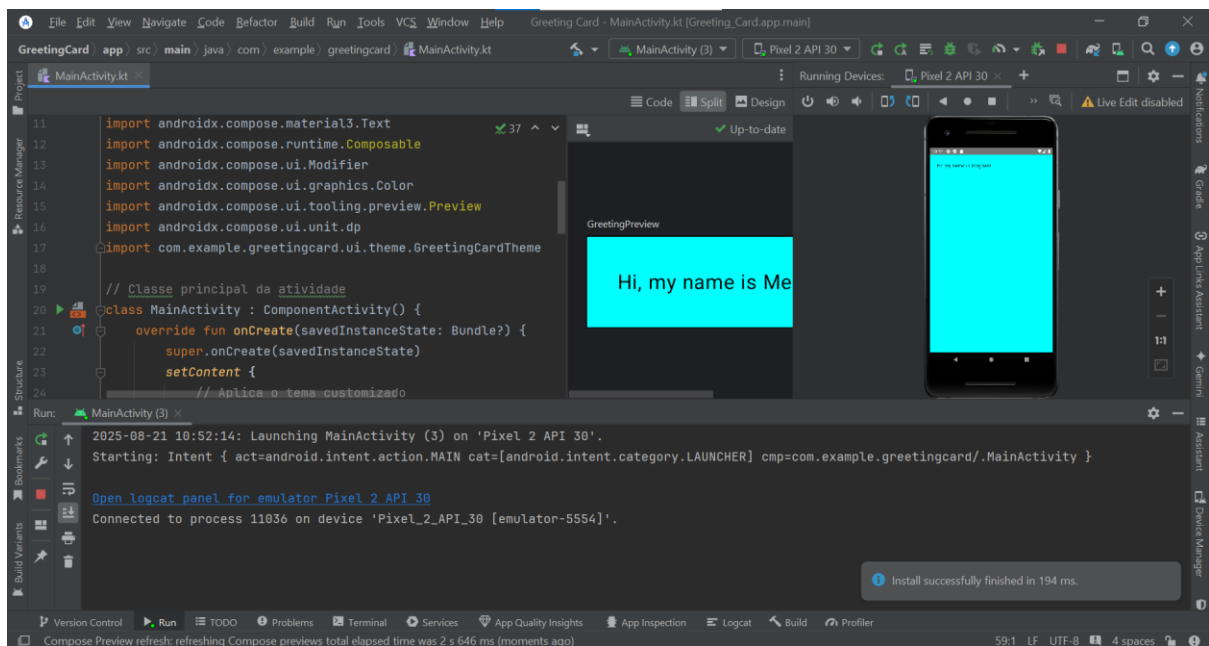 File Edit View Navigate Code Refactor Build Run Tools VCS Window Help Greeting Card - MainActivity.kt [Greeting_Card.app.main]
GreetingCard app src main java com example greetingcard MainActivity.kt MainActivity (3) Pixel 2 API 30
MainActivity.kt
Running Devices: Pixel 2 API 30
Code Split Design
Live Edit disabled
11 import androidx.compose.material3.Text
37
Up-to-date
12 import androidx.compose.runtime.Composable
13 import androidx.compose.ui.Modifier
14 import androidx.compose.ui.graphics.Color
15 import androidx.compose.ui.tooling.preview.Preview
16 import androidx.compose.ui.unit.dp
17 import com.example.greetingcard.ui.theme.GreetingCardTheme
18
19 // Classe principal da atividade
20 class MainActivity : ComponentActivity() {
21 override fun onCreate(savedInstanceState: Bundle?) {
22 super.onCreate(savedInstanceState)
23 setContent {
24 // Aplica o tema customizado
GreetingPreview
Hi, my name is Me
1:1
Project
Resource Manager
Structure
Bookmarks
Build Variants
Notifications
Gradle
App Links Assistant
Gemini
Assistant
Device Manager
Run: MainActivity (3)
2025-08-21 10:52:14: Launching MainActivity (3) on 'Pixel 2 API 30'.
Starting: Intent { act=android.intent.action.MAIN cat=[android.intent.category.LAUNCHER] cmp=com.example.greetingcard/.MainActivity }
Open logcat panel for emulator Pixel 2 API 30
Connected to process 11036 on device 'Pixel_2_API_30 [emulator-5554]'.
Install successfully finished in 194 ms.
Version Control Run TODO Problems Terminal Services App Quality Insights App Inspection Logcat Build Profiler
Compose Preview refresh: refreshing Compose previews total elapsed time was 2 s 646 ms (moments ago)
59:1 LF UTF-8 4 spaces